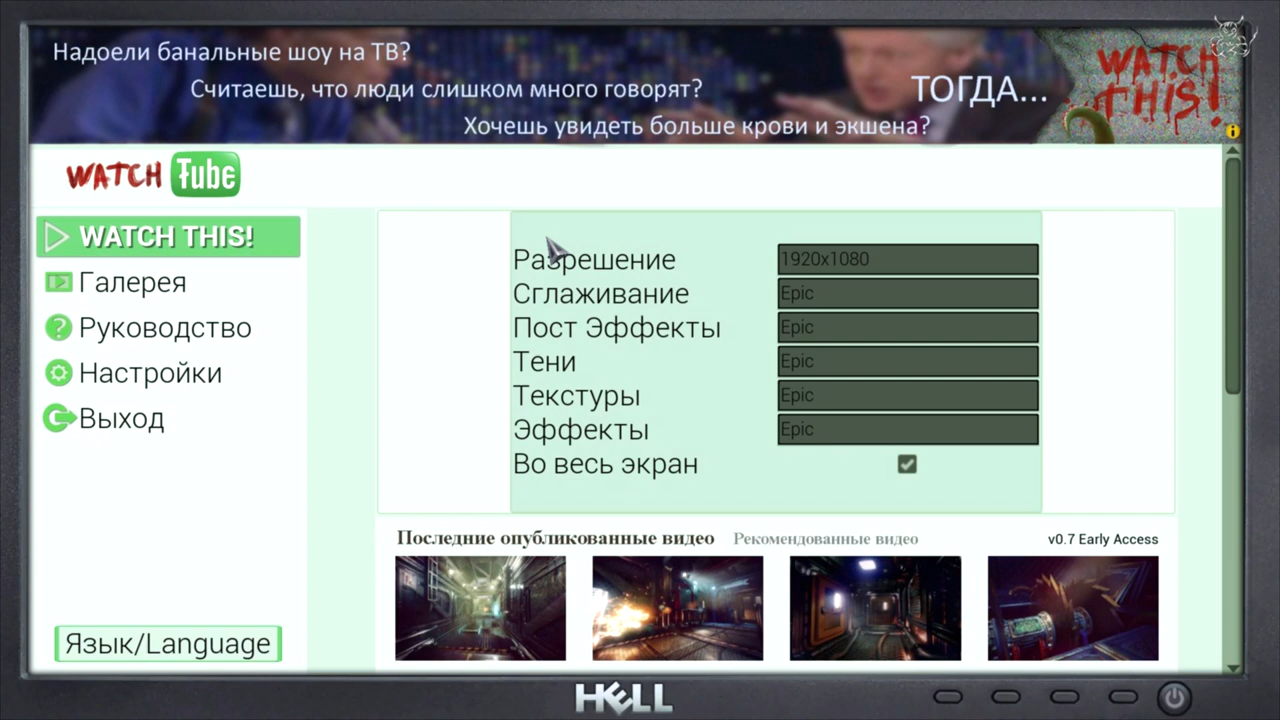 Надоели банальные шоу на ТВ?
Считаешь, что люди слишком много говорят?
Хочешь увидеть больше крови и экшена?
ТОГДА...
WATCH
THIS!
WATCH Tube
WATCH THIS!
Галерея
Руководство
Настройки
Выход
Язык/Language
Разрешение 1920x1080
Сглаживание Epic
Пост Эффекты Epic
Тени Epic
Текстуры Epic
Эффекты Epic
Во весь экран
Последние опубликованные видео Рекомендованные видео v0.7 Early Access
HELL